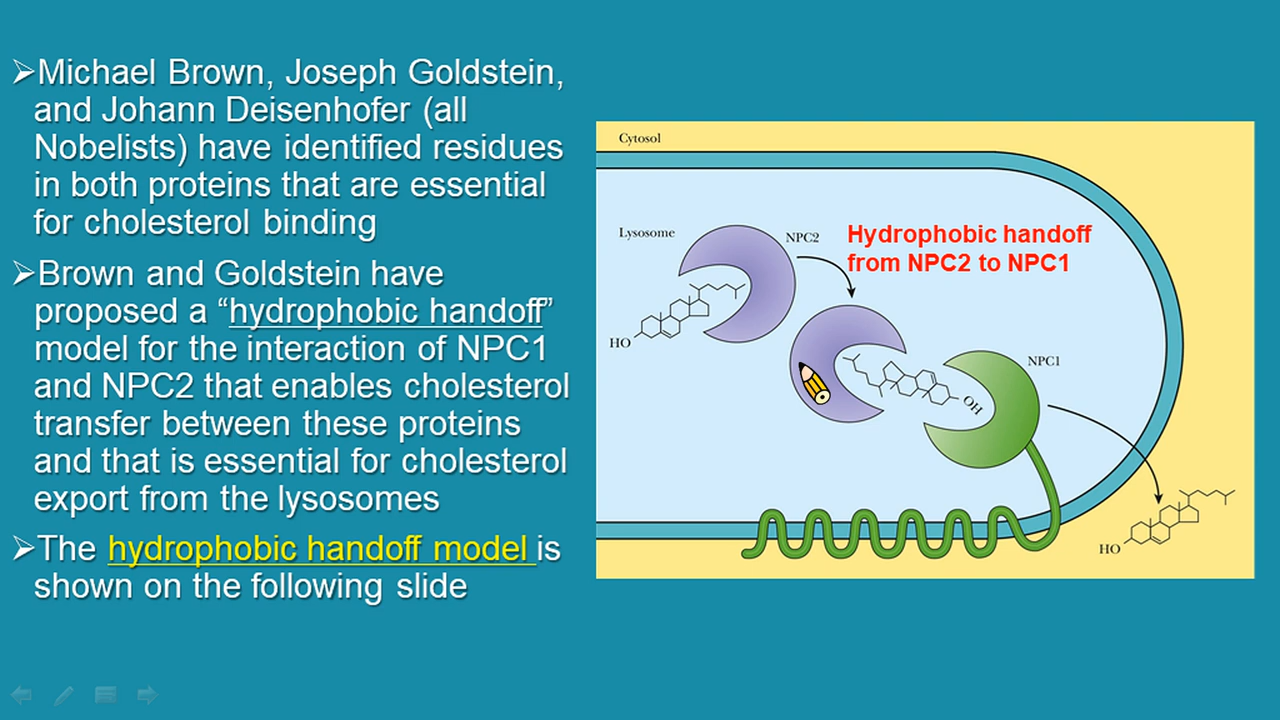 ➢Michael Brown, Joseph Goldstein,
and Johann Deisenhofer (all
Nobelists) have identified residues
in both proteins that are essential
for cholesterol binding
➢Brown and Goldstein have
proposed a “hydrophobic handoff”
model for the interaction of NPC1
and NPC2 that enables cholesterol
transfer between these proteins
and that is essential for cholesterol
export from the lysosomes
➢The hydrophobic handoff model is
shown on the following slide
Cytosol
Lysosome
NPC2
Hydrophobic handoff
from NPC2 to NPC1
HO
NPC1
OH
HO